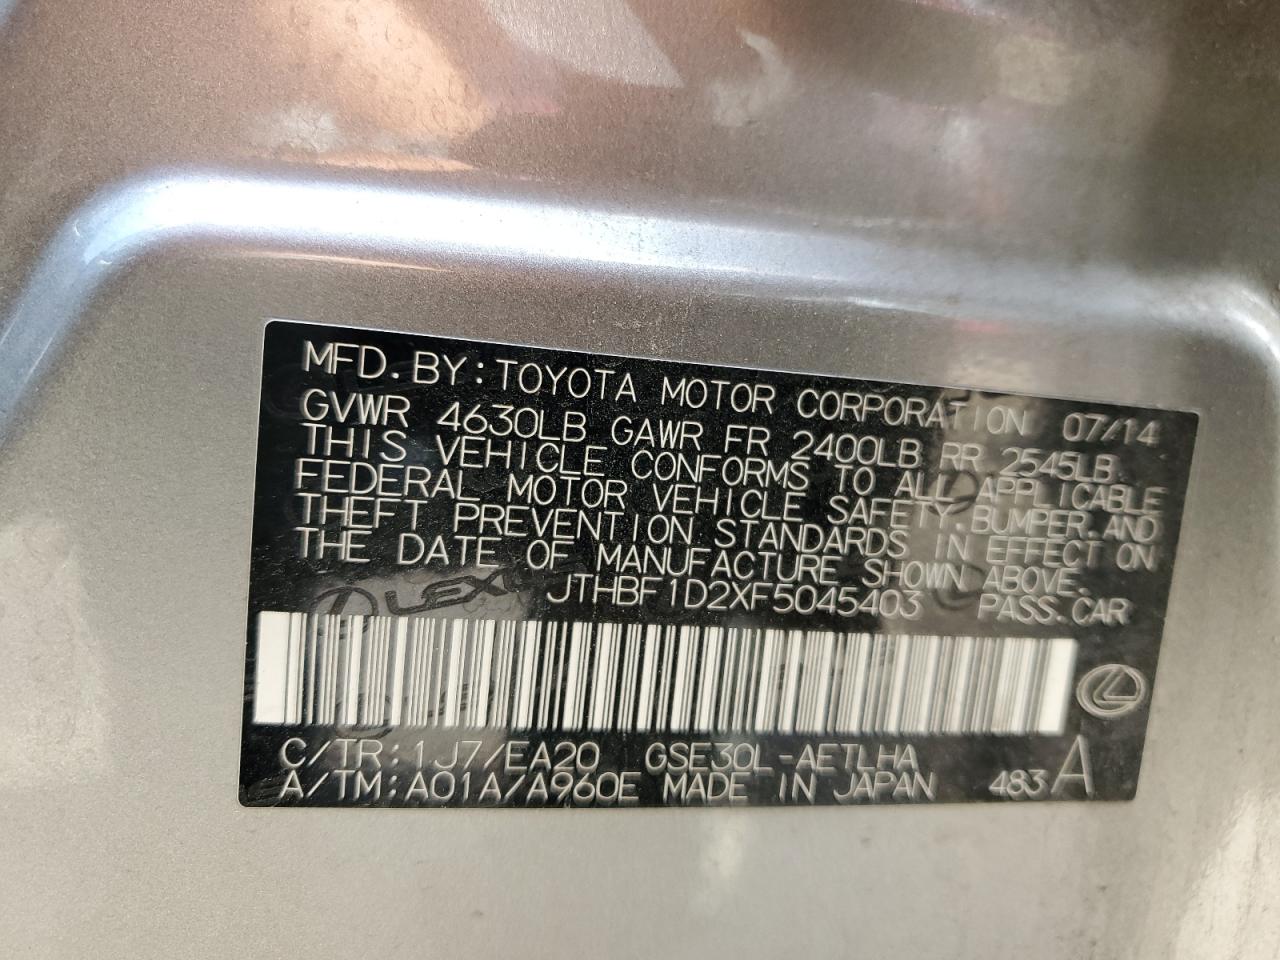 MFD. BY: TOYOTA MOTOR CORPORATION 07/14
GVWR 4630LB GAWR FR 2400LB RR 2545LB
THIS VEHICLE CONFORMS TO ALL APPLICABLE
FEDERAL MOTOR VEHICLE SAFETY, BUMPER, AND
THEFT PREVENTION STANDARDS IN EFFECT ON
THE DATE OF MANUFACTURE SHOWN ABOVE.
JTHBF1D2XF5045403 PASS. CAR
LEXUS
C/TR: 1J7/EA20 GSE30L-AETLHA
A/TM: A01A/A960E MADE IN JAPAN 483 A